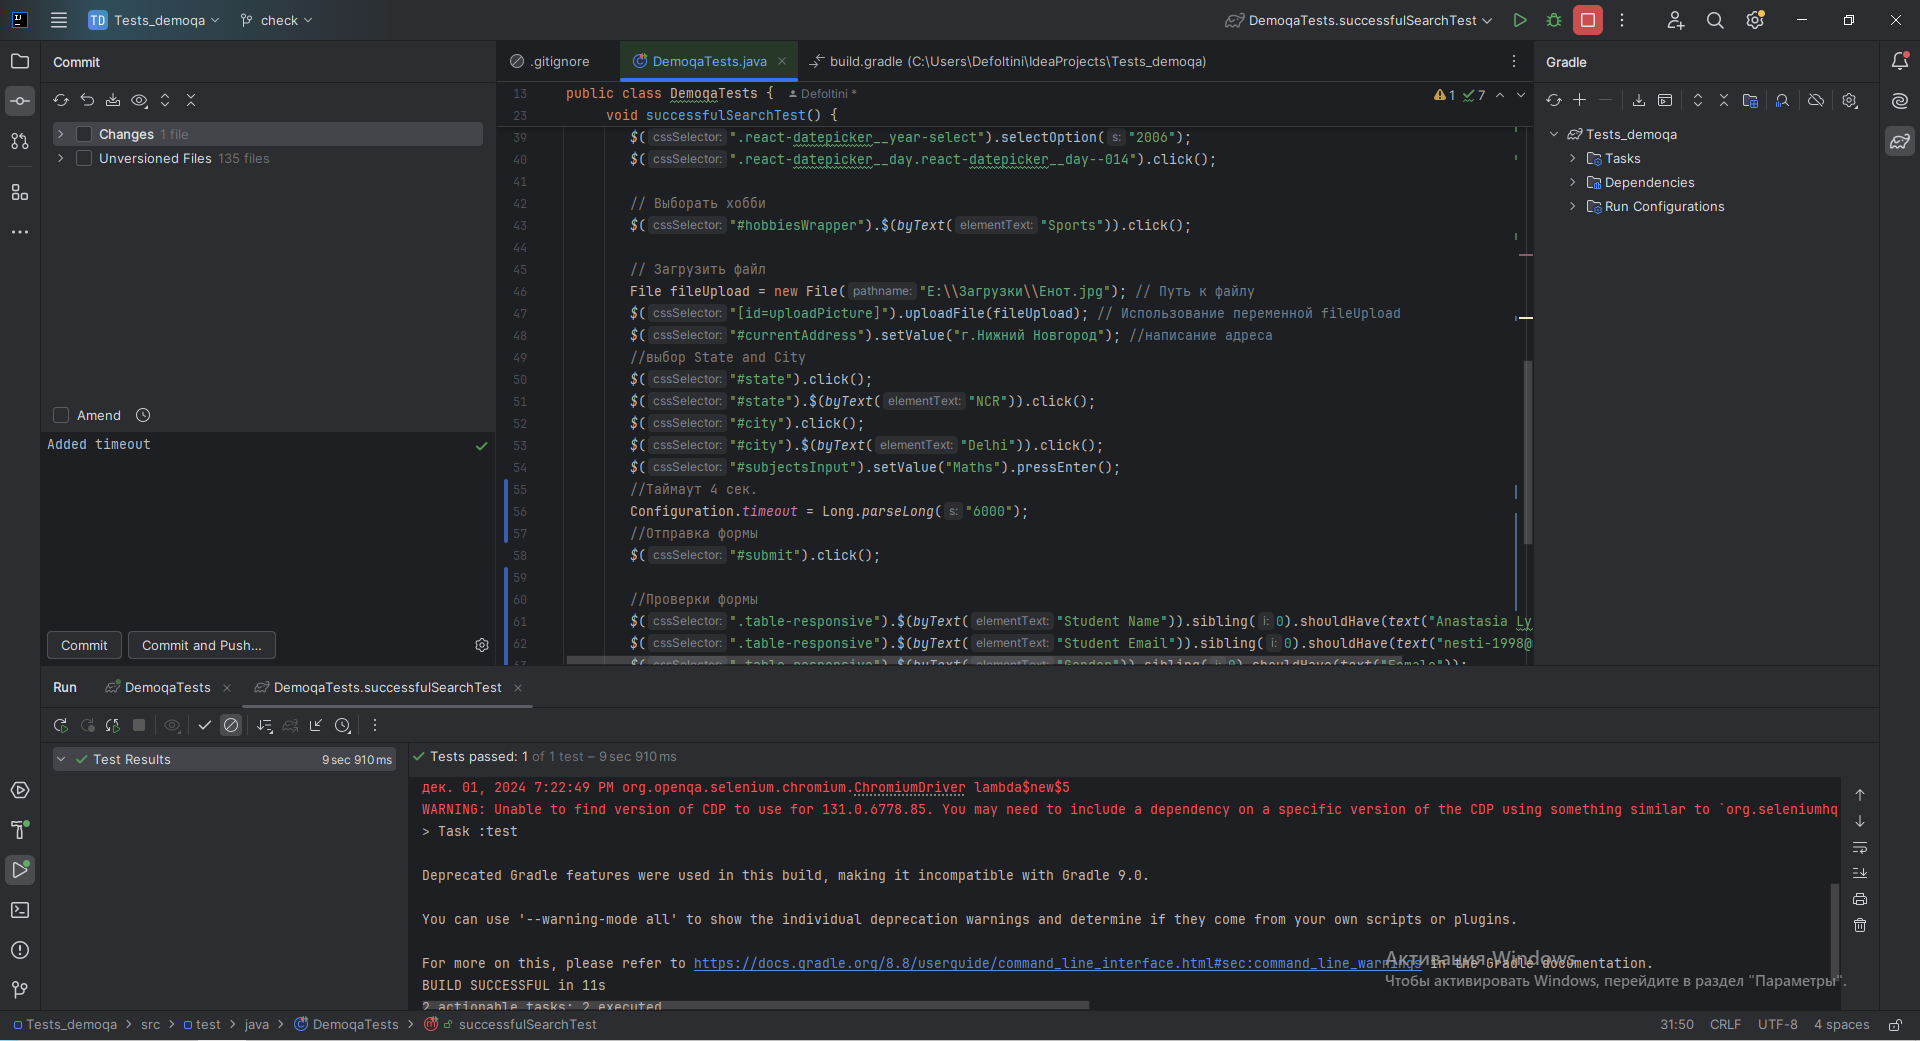 TD Tests_demoqa check DemoqaTests.successfulSearchTest
Commit
Changes 1 file
Unversioned Files 135 files
Amend
Added timeout
Commit Commit and Push...
.gitignore DemoqaTests.java build.gradle (C:\Users\Defoltini\IdeaProjects\Tests_demoqa)
13 public class DemoqaTests { Defoltini * 1 7
23 void successfulSearchTest() {
39 $( cssSelector: ".react-datepicker__year-select").selectOption( s: "2006");
40 $( cssSelector: ".react-datepicker__day.react-datepicker__day--014").click();
41
42 // Выборать хобби
43 $( cssSelector: "#hobbiesWrapper").$(byText( elementText: "Sports")).click();
44
45 // Загрузить файл
46 File fileUpload = new File( pathname: "E:\\Загрузки\\Енот.jpg"); // Путь к файлу
47 $( cssSelector: "[id=uploadPicture]").uploadFile(fileUpload); // Использование переменной fileUpload
48 $( cssSelector: "#currentAddress").setValue("г.Нижний Новгород"); //написание адреса
49 //выбор State and City
50 $( cssSelector: "#state").click();
51 $( cssSelector: "#state").$(byText( elementText: "NCR")).click();
52 $( cssSelector: "#city").click();
53 $( cssSelector: "#city").$(byText( elementText: "Delhi")).click();
54 $( cssSelector: "#subjectsInput").setValue("Maths").pressEnter();
55 //Таймаут 4 сек.
56 Configuration.timeout = Long.parseLong( s: "6000");
57 //Отправка формы
58 $( cssSelector: "#submit").click();
59
60 //Проверки формы
61 $( cssSelector: ".table-responsive").$(byText( elementText: "Student Name")).sibling( i: 0).shouldHave(text("Anastasia Ly
62 $( cssSelector: ".table-responsive").$(byText( elementText: "Student Email")).sibling( i: 0).shouldHave(text("nesti-1998@
63 $( cssSelector: ".table-responsive").$(byText( elementText: "Gender")).sibling( i: 0).shouldHave(text("Female"));
Gradle
Tests_demoqa
Tasks
Dependencies
Run Configurations
Run DemoqaTests DemoqaTests.successfulSearchTest
Test Results 9 sec 910 ms
Tests passed: 1 of 1 test – 9 sec 910 ms
дек. 01, 2024 7:22:49 PM org.openqa.selenium.chromium.ChromiumDriver lambda$new$5
WARNING: Unable to find version of CDP to use for 131.0.6778.85. You may need to include a dependency on a specific version of the CDP using something similar to `org.seleniumhq
> Task :test
Deprecated Gradle features were used in this build, making it incompatible with Gradle 9.0.
You can use '--warning-mode all' to show the individual deprecation warnings and determine if they come from your own scripts or plugins.
For more on this, please refer to https://docs.gradle.org/8.8/userguide/command_line_interface.html#sec:command_line_warnings in the Gradle documentation.
BUILD SUCCESSFUL in 11s
2 actionable tasks: 2 executed
Активация Windows
Чтобы активировать Windows, перейдите в раздел "Параметры".
Tests_demoqa > src > test > java > DemoqaTests > successfulSearchTest 31:50 CRLF UTF-8 4 spaces